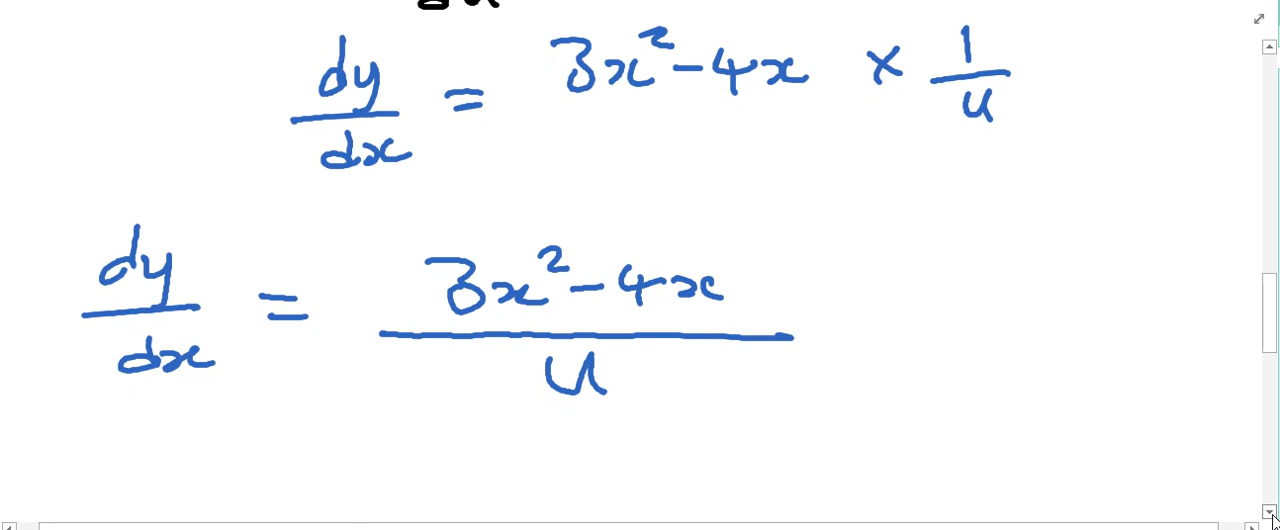 dy/dx = 3x² - 4x × 1/u
dy/dx = (3x² - 4x)/u